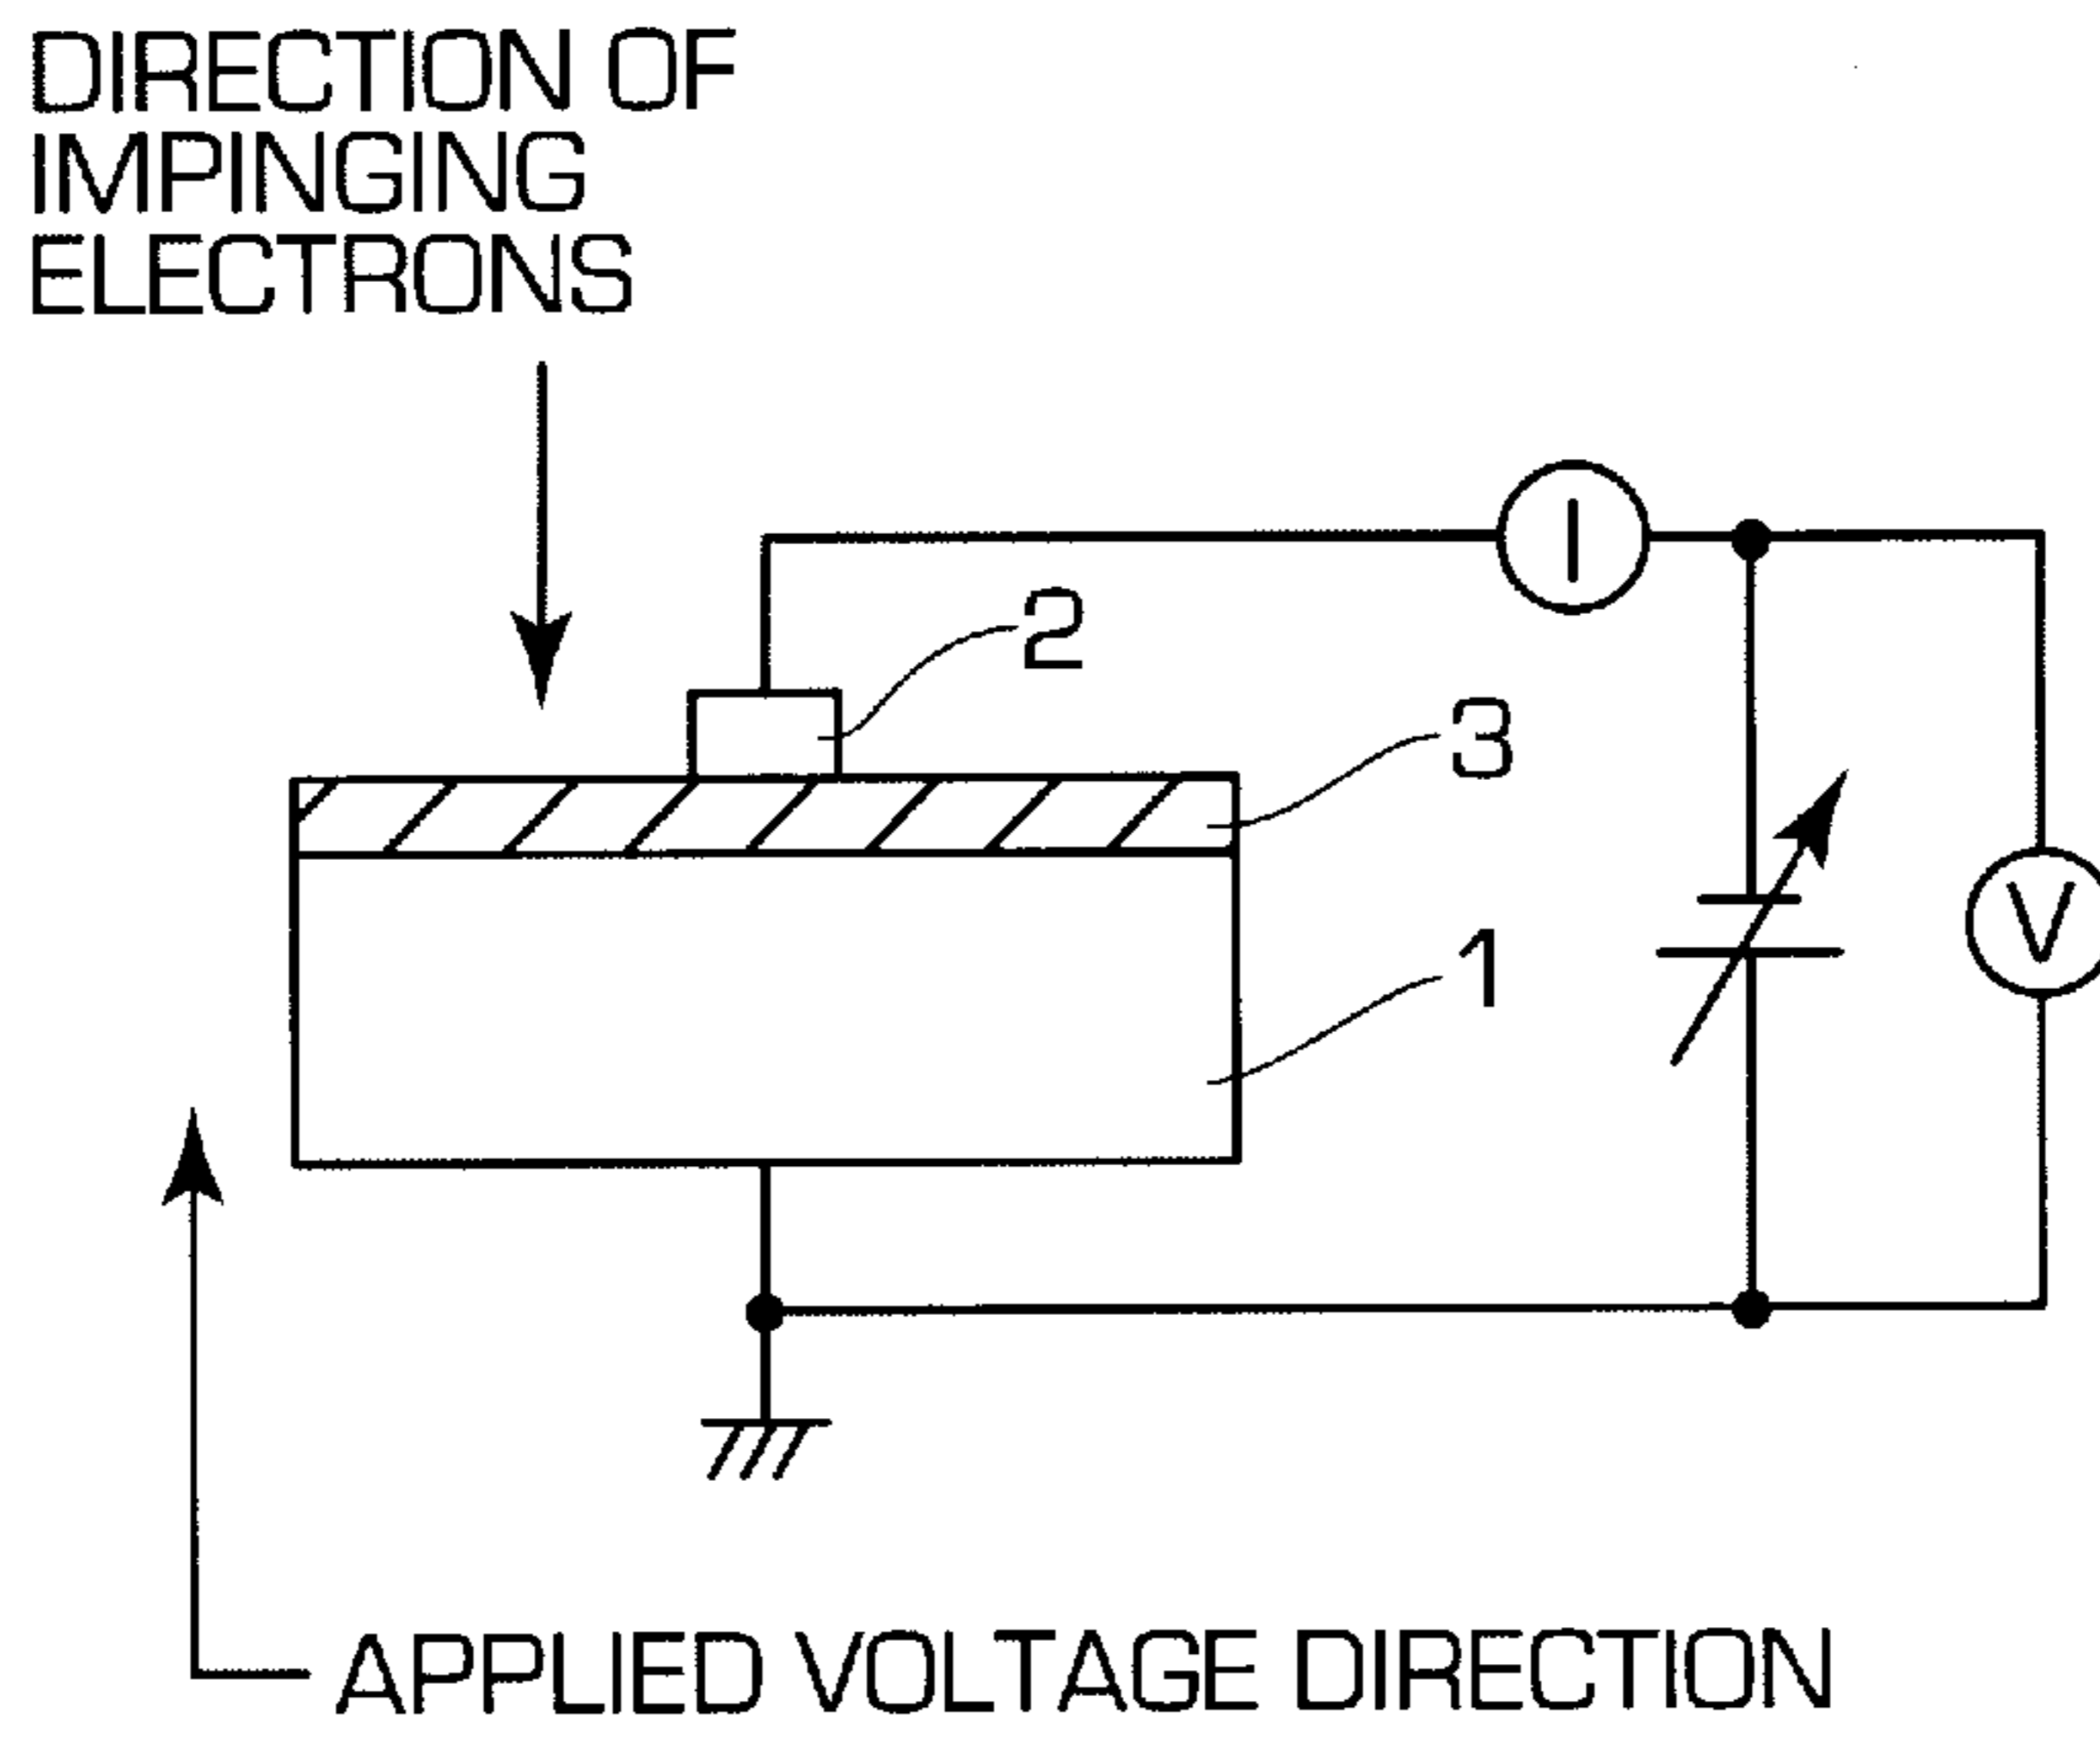 DIRECTION OF
IMPINGING
ELECTRONS
I
2
3
V
1
APPLIED VOLTAGE DIRECTION